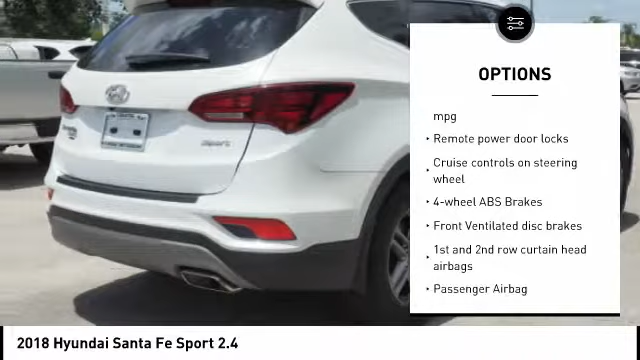 OPTIONS
mpg
Remote power door locks
Cruise controls on steering
wheel
4-wheel ABS Brakes
Front Ventilated disc brakes
1st and 2nd row curtain head
airbags
Passenger Airbag
Sport
2018 Hyundai Santa Fe Sport 2.4